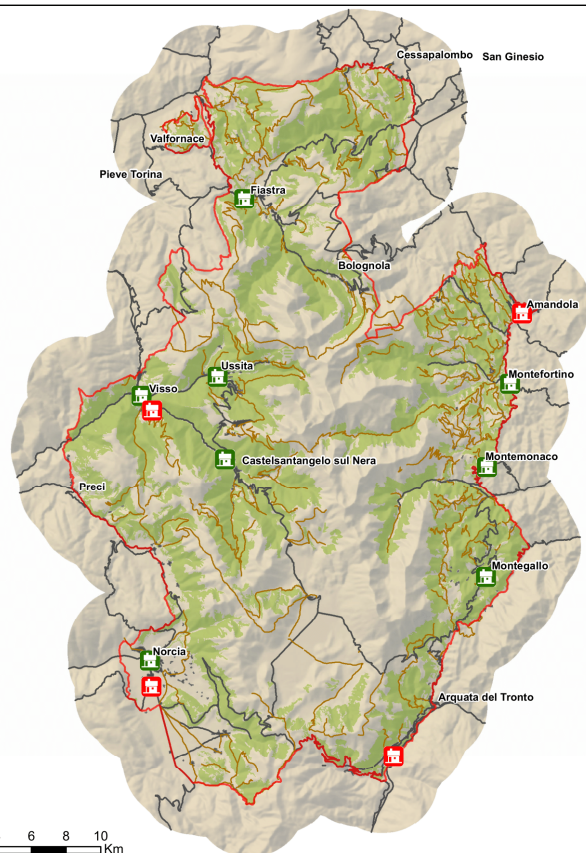 Cessapalombo
San Ginesio
Valfornace
Pieve Torina
Fiastra
Bolognola
Amandola
Ussita
Montefortino
Visso
Castelsantangelo sul Nera
Montemonaco
Preci
Montegallo
Norcia
Arquata del Tronto
6 8 10
Km